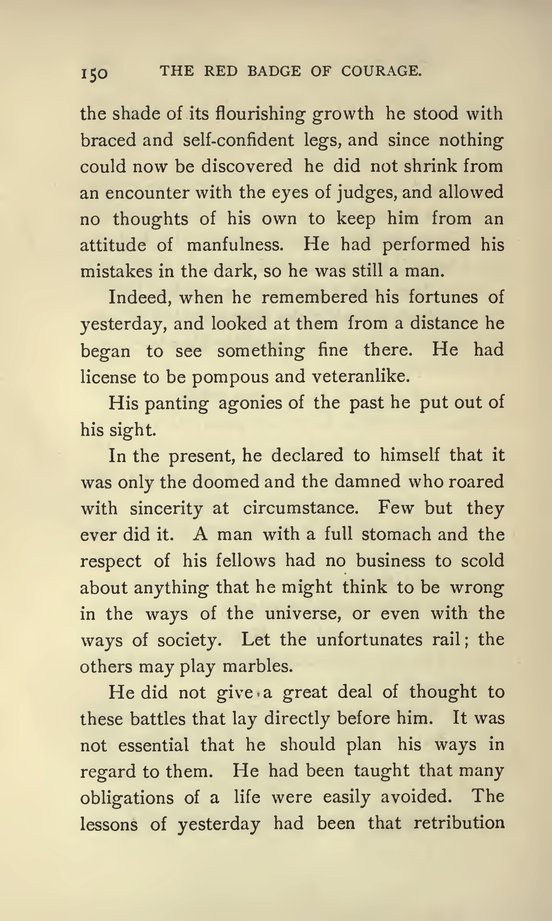 150 THE RED BADGE OF COURAGE.
the shade of its flourishing growth he stood with
braced and self-confident legs, and since nothing
could now be discovered he did not shrink from
an encounter with the eyes of judges, and allowed
no thoughts of his own to keep him from an
attitude of manfulness. He had performed his
mistakes in the dark, so he was still a man.
Indeed, when he remembered his fortunes of
yesterday, and looked at them from a distance he
began to see something fine there. He had
license to be pompous and veteranlike.
His panting agonies of the past he put out of
his sight.
In the present, he declared to himself that it
was only the doomed and the damned who roared
with sincerity at circumstance. Few but they
ever did it. A man with a full stomach and the
respect of his fellows had no business to scold
about anything that he might think to be wrong
in the ways of the universe, or even with the
ways of society. Let the unfortunates rail; the
others may play marbles.
He did not give a great deal of thought to
these battles that lay directly before him. It was
not essential that he should plan his ways in
regard to them. He had been taught that many
obligations of a life were easily avoided. The
lessons of yesterday had been that retribution